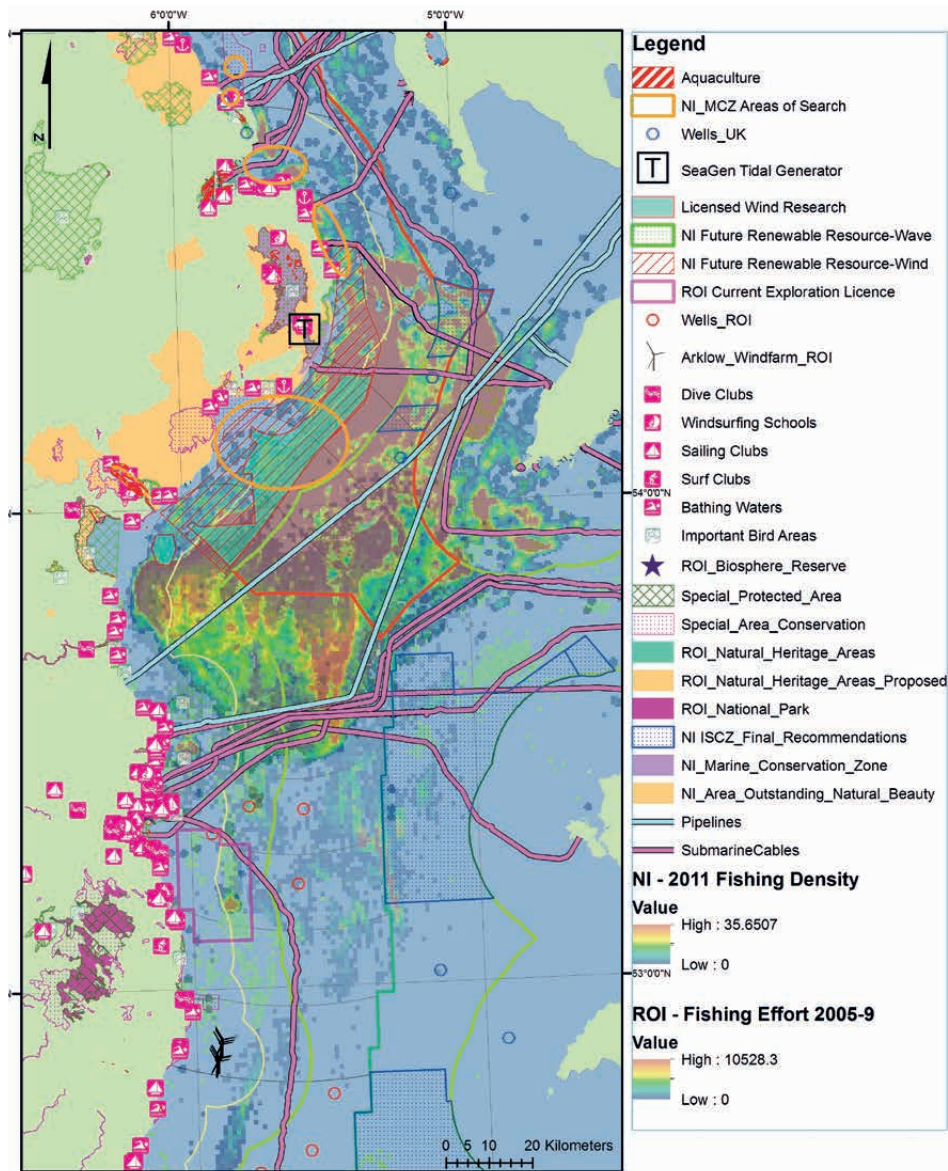 6°0'0"W
5°0'0"W
N
T
54°0'0"N
53°0'0"N
0 5 10 20 Kilometers
Legend
Aquaculture
NI_MCZ Areas of Search
Wells_UK
T
SeaGen Tidal Generator
Licensed Wind Research
NI Future Renewable Resource-Wave
NI Future Renewable Resource-Wind
ROI Current Exploration Licence
Wells_ROI
Arklow_Windfarm_ROI
Dive Clubs
Windsurfing Schools
Sailing Clubs
Surf Clubs
Bathing Waters
Important Bird Areas
ROI_Biosphere_Reserve
Special_Protected_Area
Special_Area_Conservation
ROI_Natural_Heritage_Areas
ROI_Natural_Heritage_Areas_Proposed
ROI_National_Park
NI ISCZ_Final_Recommendations
NI_Marine_Conservation_Zone
NI_Area_Outstanding_Natural_Beauty
Pipelines
SubmarineCables
NI - 2011 Fishing Density
Value
High : 35.6507
Low : 0
ROI - Fishing Effort 2005-9
Value
High : 10528.3
Low : 0